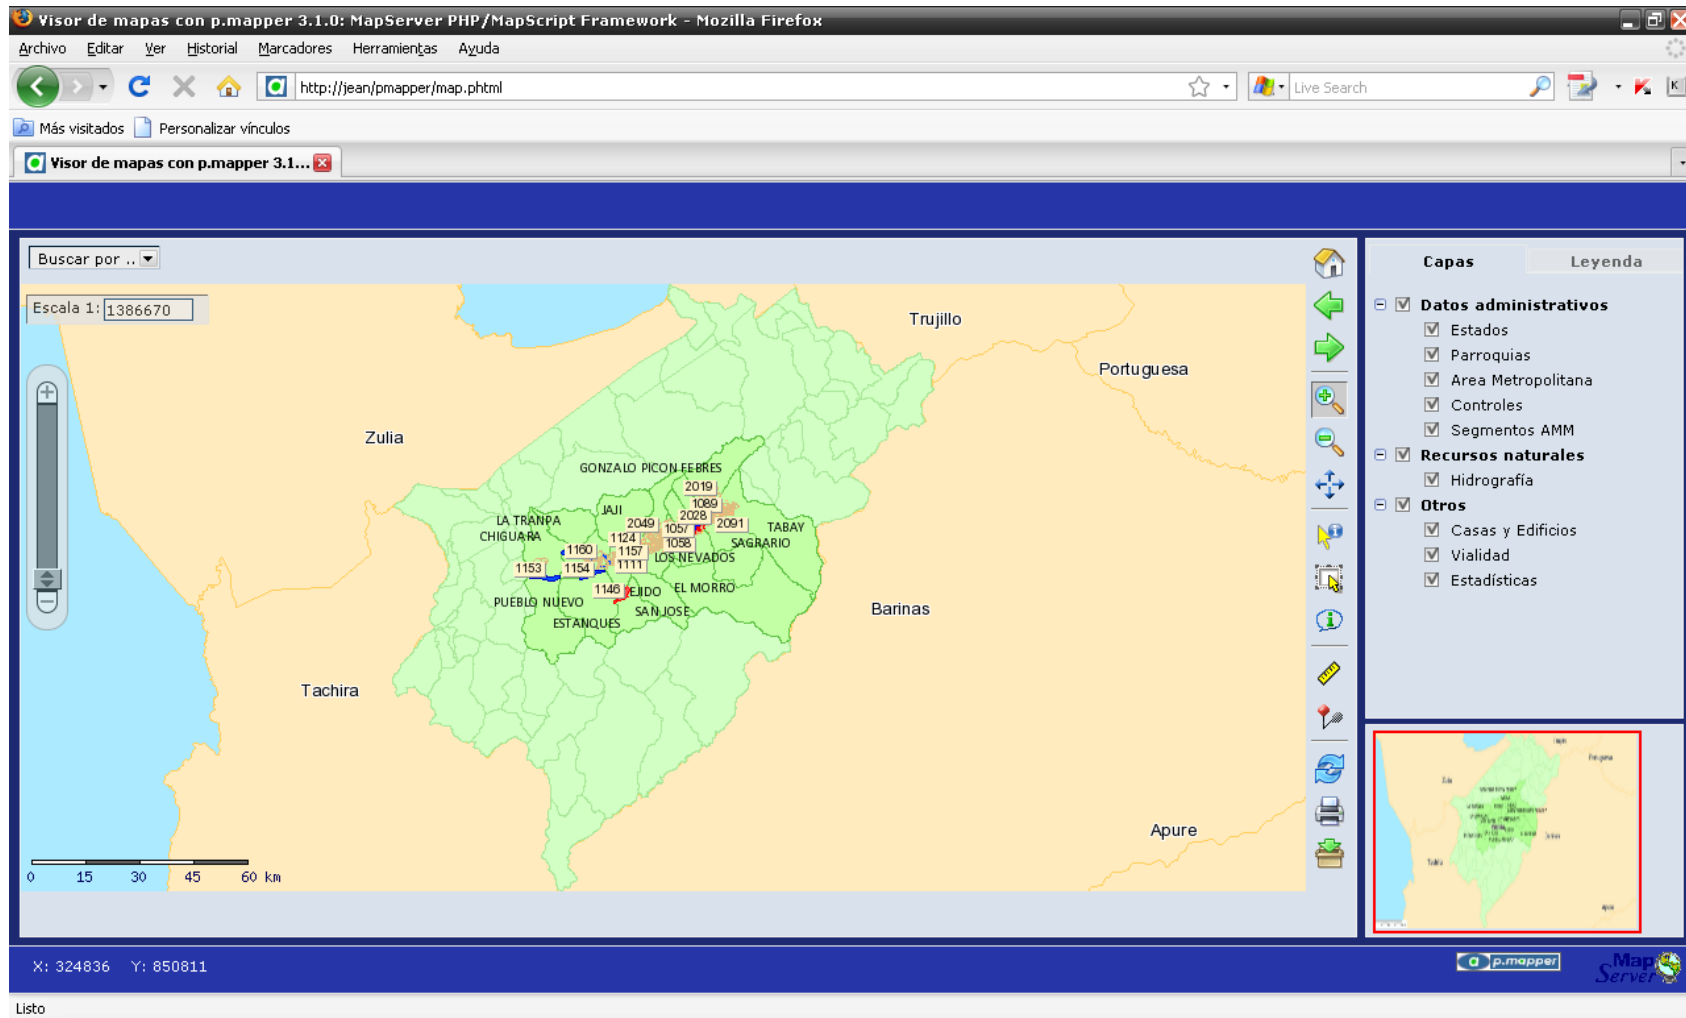 Visor de mapas con p.mapper 3.1.0: MapServer PHP/MapScript Framework - Mozilla Firefox
Archivo Editar Ver Historial Marcadores Herramientas Ayuda
http://jean/pmapper/map.phtml
Live Search
Más visitados Personalizar vínculos
Visor de mapas con p.mapper 3.1...
Buscar por ..
Escala 1: 1386670
Trujillo
Portuguesa
Zulia
GONZALO PICON FEBRES
2019
1089
JAJI
2028
LA TRANPA
2049
1057
2091
TABAY
CHIGUARA
1124
1058
SAGRARIO
1160
1157
LOS NEVADOS
1153
1154
1111
1146
EJIDO
EL MORRO
PUEBLO NUEVO
SAN JOSE
ESTANQUES
Barinas
Tachira
Apure
0 15 30 45 60 km
Capas Leyenda
Datos administrativos
Estados
Parroquias
Area Metropolitana
Controles
Segmentos AMM
Recursos naturales
Hidrografía
Otros
Casas y Edificios
Vialidad
Estadísticas
X: 324836 Y: 850811
p.mapper
Map
Server
Listo